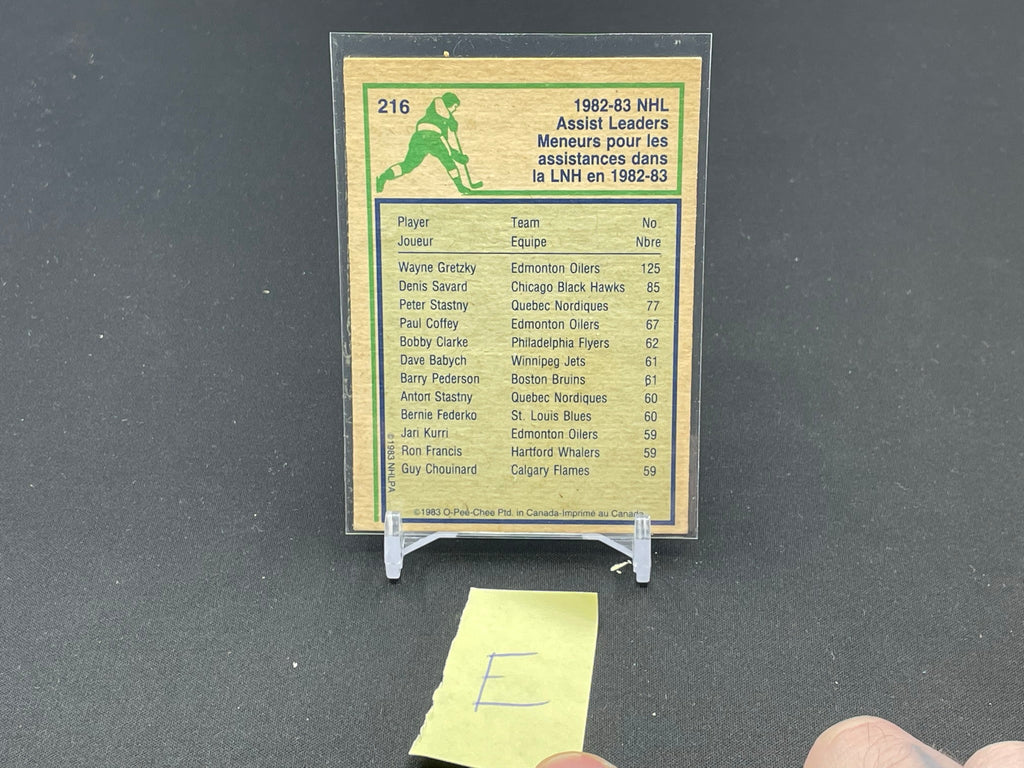 216
1982-83 NHL
Assist Leaders
Meneurs pour les
assistances dans
la LNH en 1982-83
Player Team No.
Joueur Equipe Nbre
Wayne Gretzky Edmonton Oilers 125
Denis Savard Chicago Black Hawks 85
Peter Stastny Quebec Nordiques 77
Paul Coffey Edmonton Oilers 67
Bobby Clarke Philadelphia Flyers 62
Dave Babych Winnipeg Jets 61
Barry Pederson Boston Bruins 61
Anton Stastny Quebec Nordiques 60
Bernie Federko St. Louis Blues 60
Jari Kurri Edmonton Oilers 59
Ron Francis Hartford Whalers 59
Guy Chouinard Calgary Flames 59
©1983 NHLPA
©1983 O-Pee-Chee Ptd. in Canada-Imprimé au Canada
E